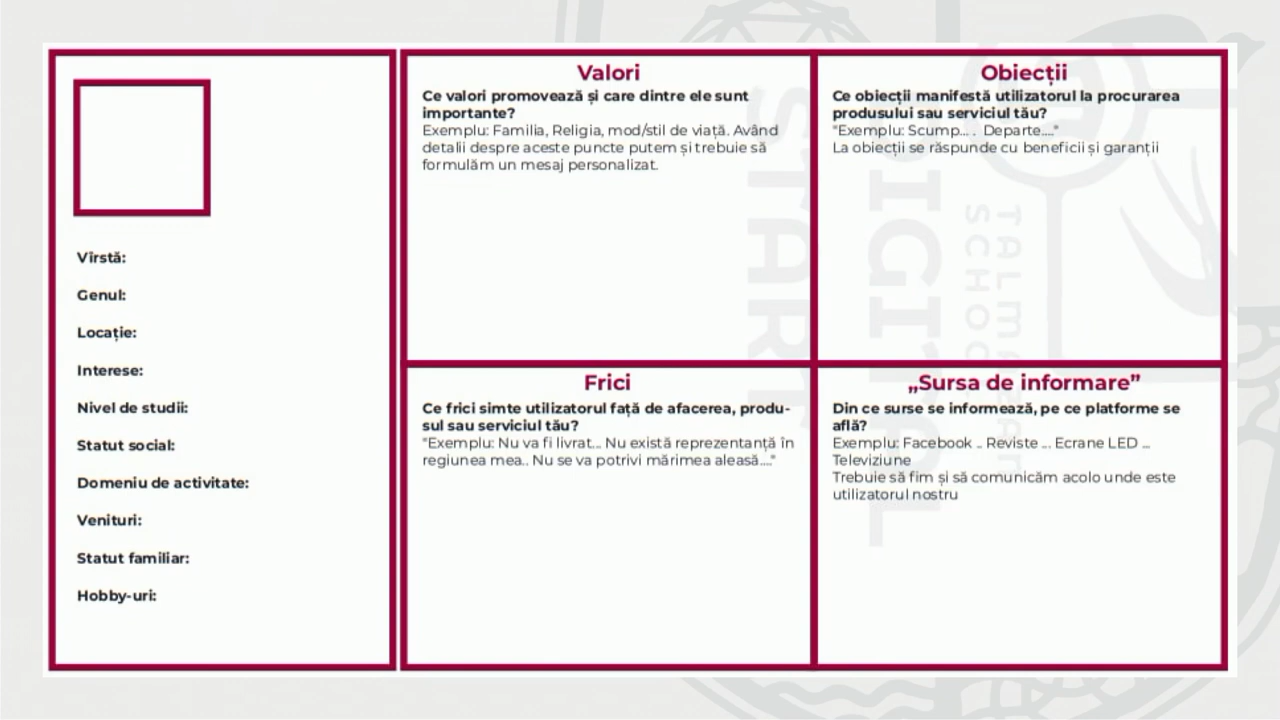 Vîrstă:
Genul:
Locație:
Interese:
Nivel de studii:
Statut social:
Domeniu de activitate:
Venituri:
Statut familiar:
Hobby-uri:
Valori
Ce valori promovează și care dintre ele sunt
importante?
Exemplu: Familia, Religia, mod/stil de viață. Având
detalii despre aceste puncte putem și trebuie să
formulăm un mesaj personalizat.
Obiecții
Ce obiecții manifestă utilizatorul la procurarea
produsului sau serviciul tău?
"Exemplu: Scump... . Departe...."
La obiecții se răspunde cu beneficii și garanții
Frici
Ce frici simte utilizatorul față de afacerea, produ-
sul sau serviciul tău?
"Exemplu: Nu va fi livrat... Nu există reprezentanță în
regiunea mea.. Nu se va potrivi mărimea aleasă...."
„Sursa de informare”
Din ce surse se informează, pe ce platforme se
află?
Exemplu: Facebook .. Reviste ... Ecrane LED ...
Televiziune
Trebuie să fim și să comunicăm acolo unde este
utilizatorul nostru
START
DIGITAL
TALMAZAN
SCHOOL